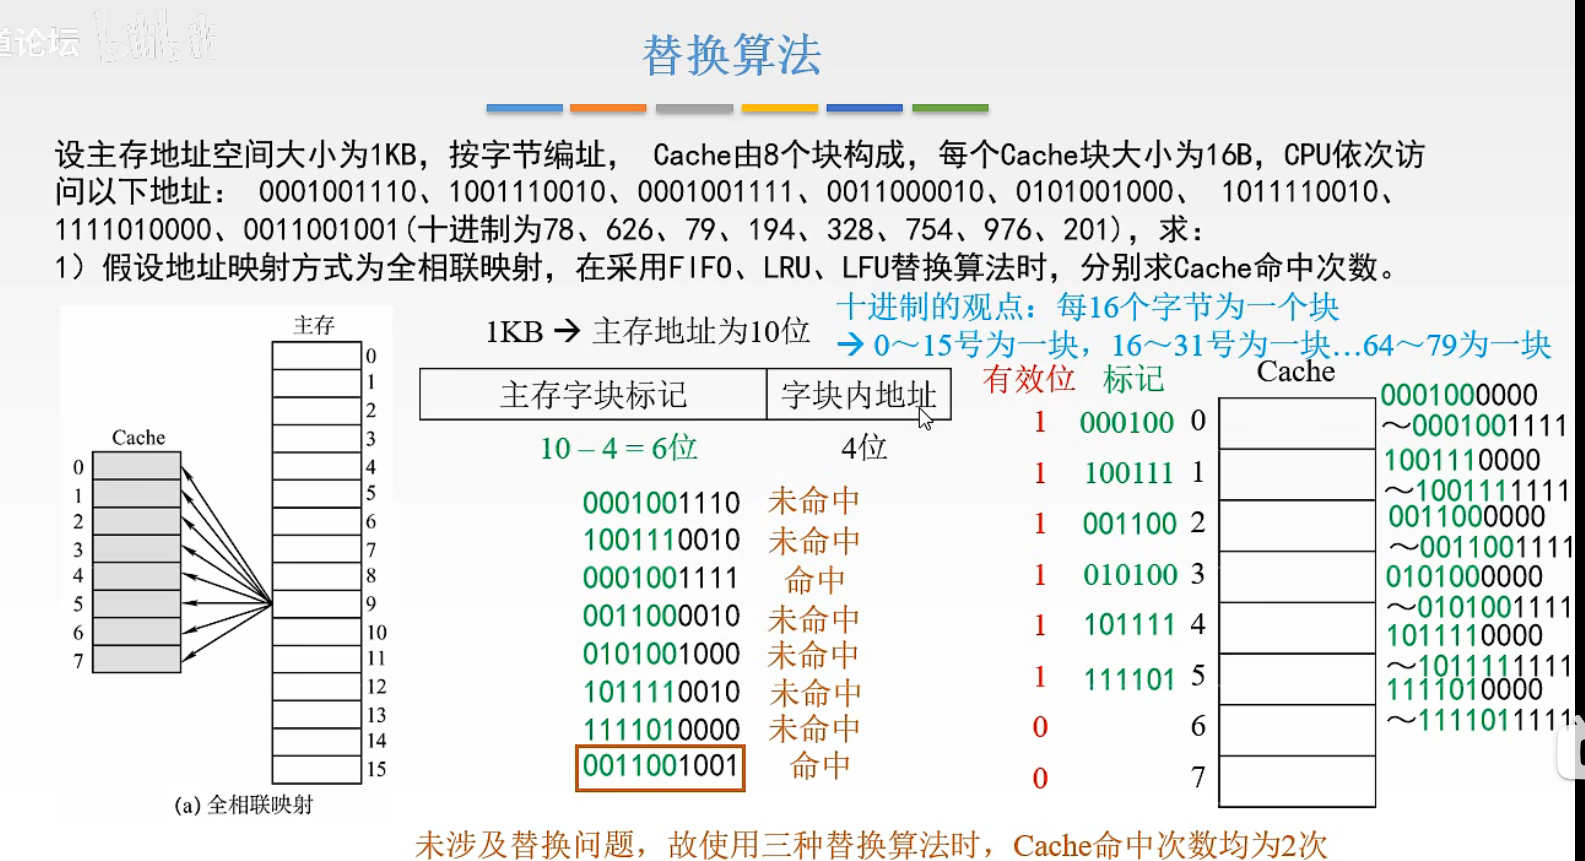 道论坛 bilibili
替换算法
设主存地址空间大小为1KB，按字节编址， Cache由8个块构成，每个Cache块大小为16B，CPU依次访
问以下地址： 0001001110、1001110010、0001001111、0011000010、0101001000、 1011110010、
1111010000、0011001001(十进制为78、626、79、194、328、754、976、201)，求：
1）假设地址映射方式为全相联映射，在采用FIFO、LRU、LFU替换算法时，分别求Cache命中次数。
十进制的观点：每16个字节为一个块
→ 0～15号为一块，16～31号为一块…64～79为一块
1KB → 主存地址为10位
主存字块标记 字块内地址
10 – 4 = 6位 4位
0001001110 未命中
1001110010 未命中
0001001111 命中
0011000010 未命中
0101001000 未命中
1011110010 未命中
1111010000 未命中
0011001001 命中
主存
0
1
2
3
4
5
6
7
8
9
10
11
12
13
14
15
Cache
0
1
2
3
4
5
6
7
(a) 全相联映射
有效位 标记 Cache
1 000100 0
1 100111 1
1 001100 2
1 010100 3
1 101111 4
1 111101 5
0 6
0 7
0001000000
～0001001111
1001110000
～1001111111
0011000000
～0011001111
0101000000
～0101001111
1011110000
～1011111111
1111010000
～1111011111
未涉及替换问题，故使用三种替换算法时，Cache命中次数均为2次